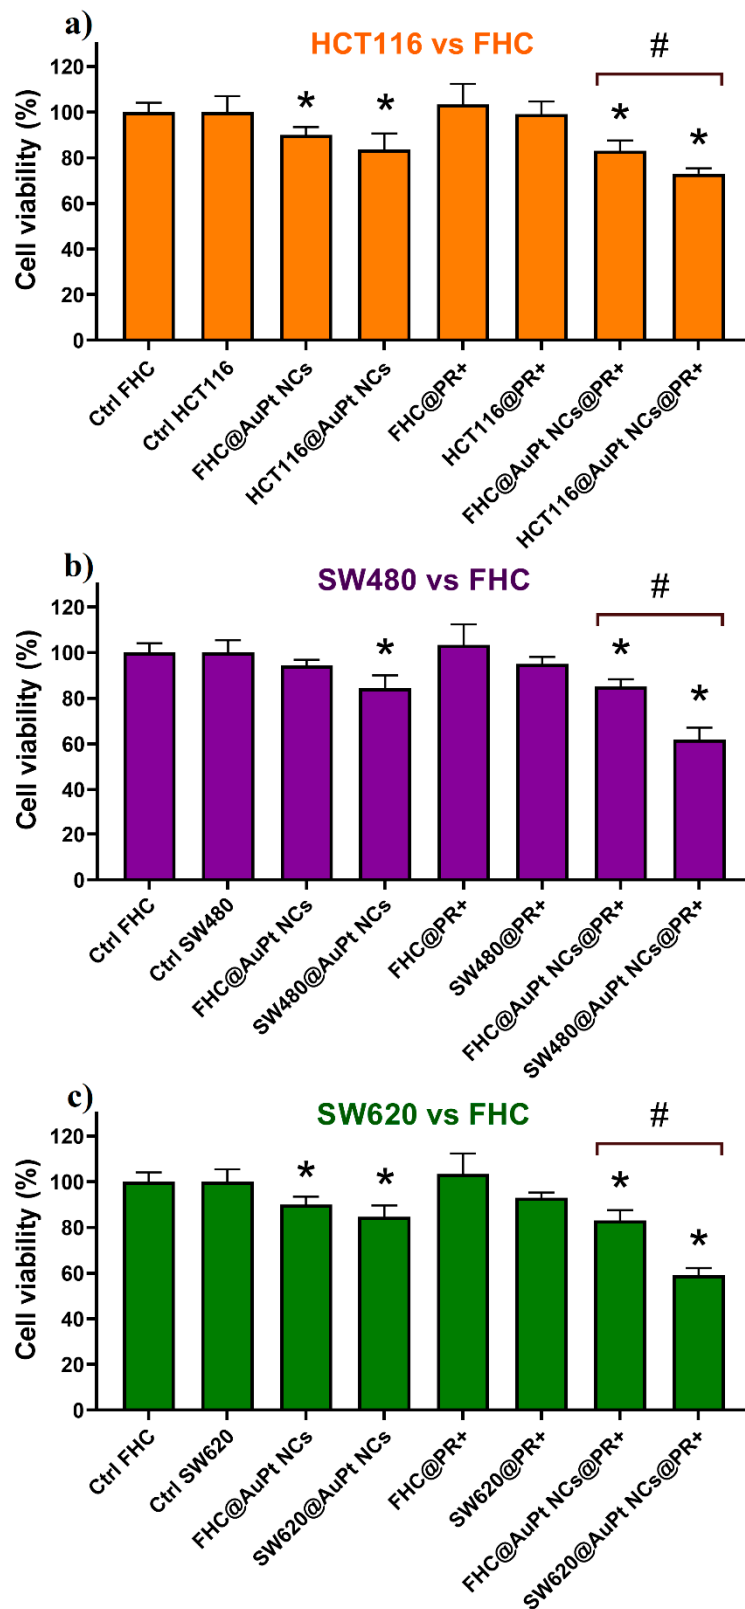 a)
HCT116 vs FHC
#
Cell viability (%)
120
100
80
60
40
20
0
* * * *
Ctrl FHC
Ctrl HCT116
FHC@AuPt NCs
HCT116@AuPt NCs
FHC@PR+
HCT116@PR+
FHC@AuPt NCs@PR+
HCT116@AuPt NCs@PR+
b)
SW480 vs FHC
#
Cell viability (%)
120
100
80
60
40
20
0
* * *
Ctrl FHC
Ctrl SW480
FHC@AuPt NCs
SW480@AuPt NCs
FHC@PR+
SW480@PR+
FHC@AuPt NCs@PR+
SW480@AuPt NCs@PR+
c)
SW620 vs FHC
#
Cell viability (%)
120
100
80
60
40
20
0
* * * *
Ctrl FHC
Ctrl SW620
FHC@AuPt NCs
SW620@AuPt NCs
FHC@PR+
SW620@PR+
FHC@AuPt NCs@PR+
SW620@AuPt NCs@PR+